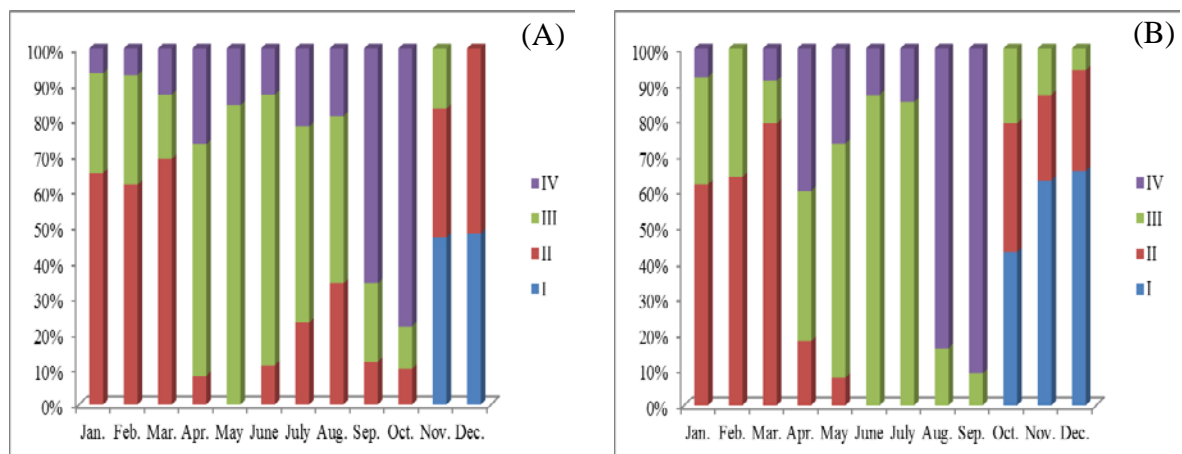 (A)
100%
90%
80%
70%
60%
50%
40%
30%
20%
10%
0%
Jan. Feb. Mar. Apr. May June July Aug. Sep. Oct. Nov. Dec.
IV
III
II
I
(B)
100%
90%
80%
70%
60%
50%
40%
30%
20%
10%
0%
Jan. Feb. Mar. Apr. May June July Aug. Sep. Oct. Nov. Dec.
IV
III
II
I